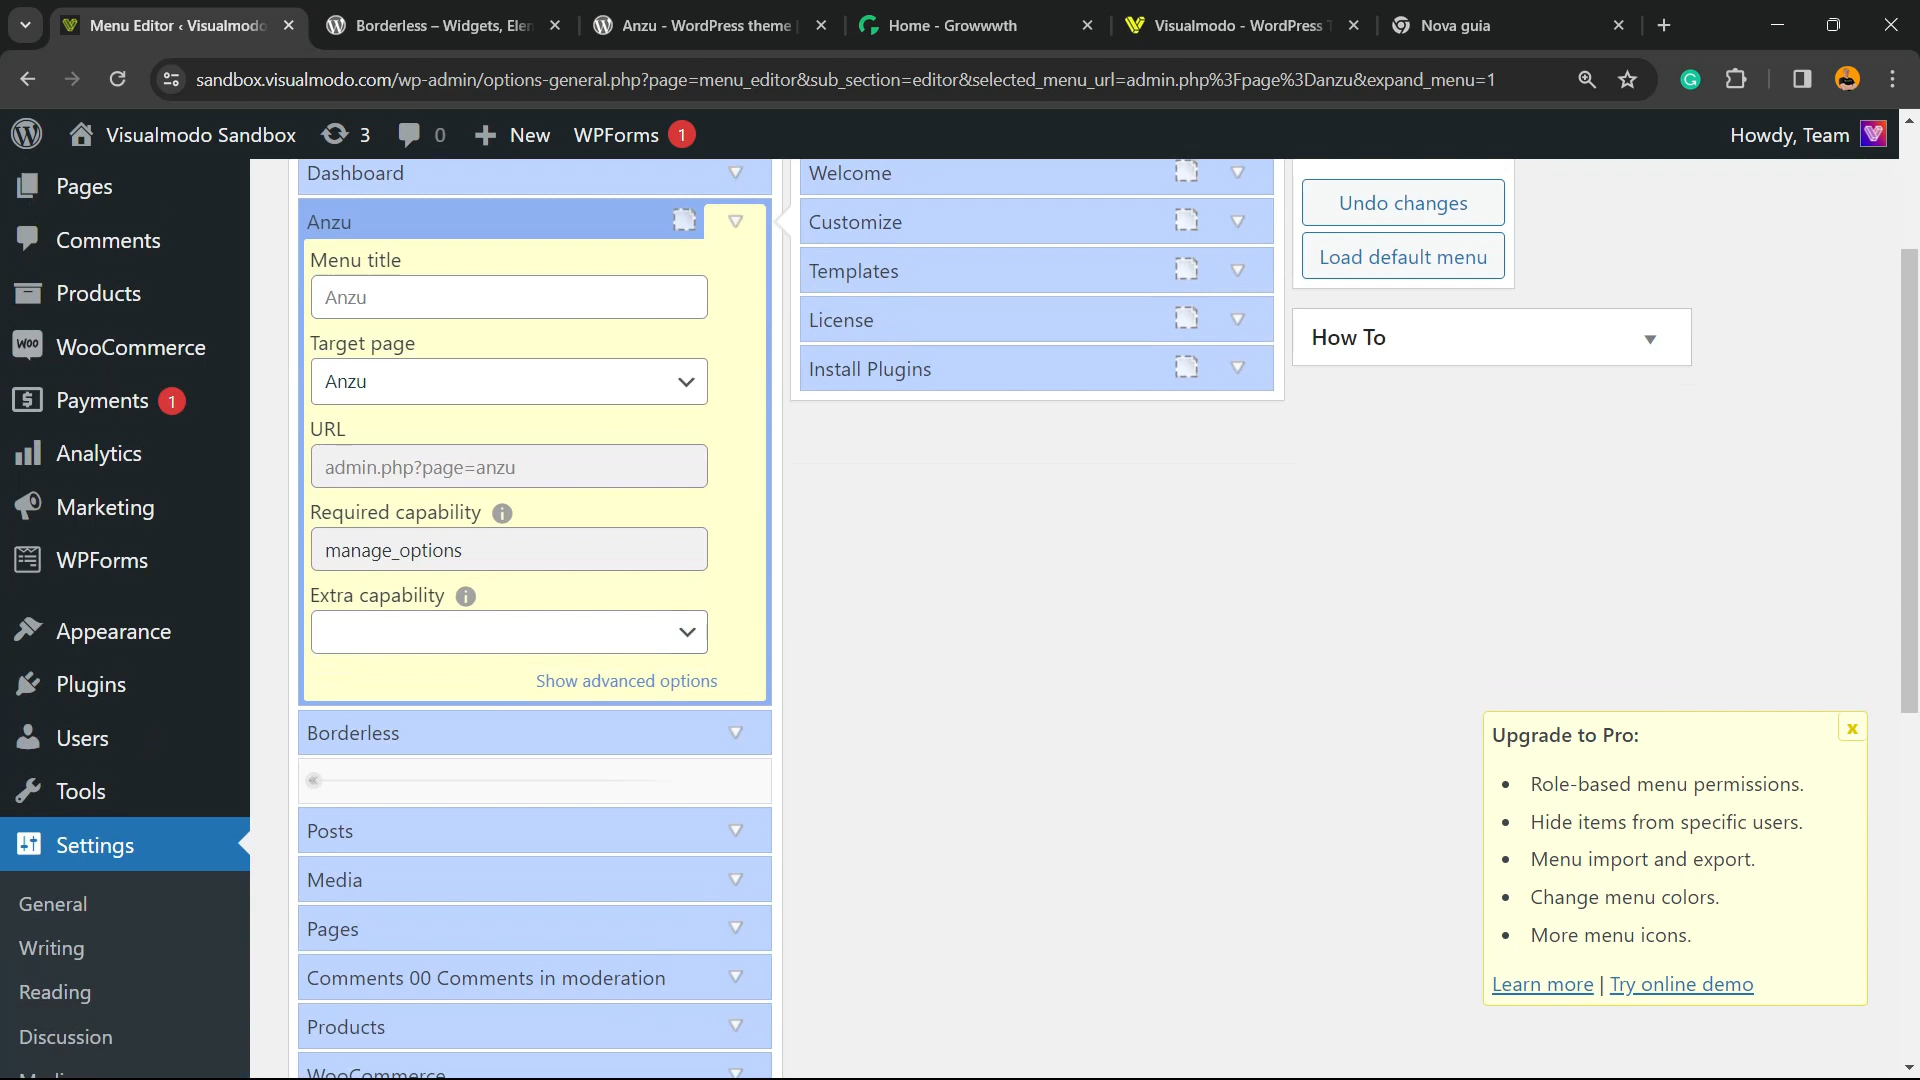 Menu Editor ‹ Visualmodo
Borderless – Widgets, Elen
Anzu - WordPress theme
Home - Growwwth
Visualmodo - WordPress T
Nova guia
sandbox.visualmodo.com/wp-admin/options-general.php?page=menu_editor&sub_section=editor&selected_menu_url=admin.php%3Fpage%3Danzu&expand_menu=1
Visualmodo Sandbox
3
0
New
WPForms 1
Howdy, Team
Pages
Comments
Products
WooCommerce
Payments 1
Analytics
Marketing
WPForms
Appearance
Plugins
Users
Tools
Settings
General
Writing
Reading
Discussion
Dashboard
Anzu
Menu title
Anzu
Target page
Anzu
URL
admin.php?page=anzu
Required capability
manage_options
Extra capability
Show advanced options
Borderless
Posts
Media
Pages
Comments 00 Comments in moderation
Products
WooCommerce
Welcome
Customize
Templates
License
Install Plugins
Undo changes
Load default menu
How To
Upgrade to Pro:
x
• Role-based menu permissions.
• Hide items from specific users.
• Menu import and export.
• Change menu colors.
• More menu icons.
Learn more | Try online demo